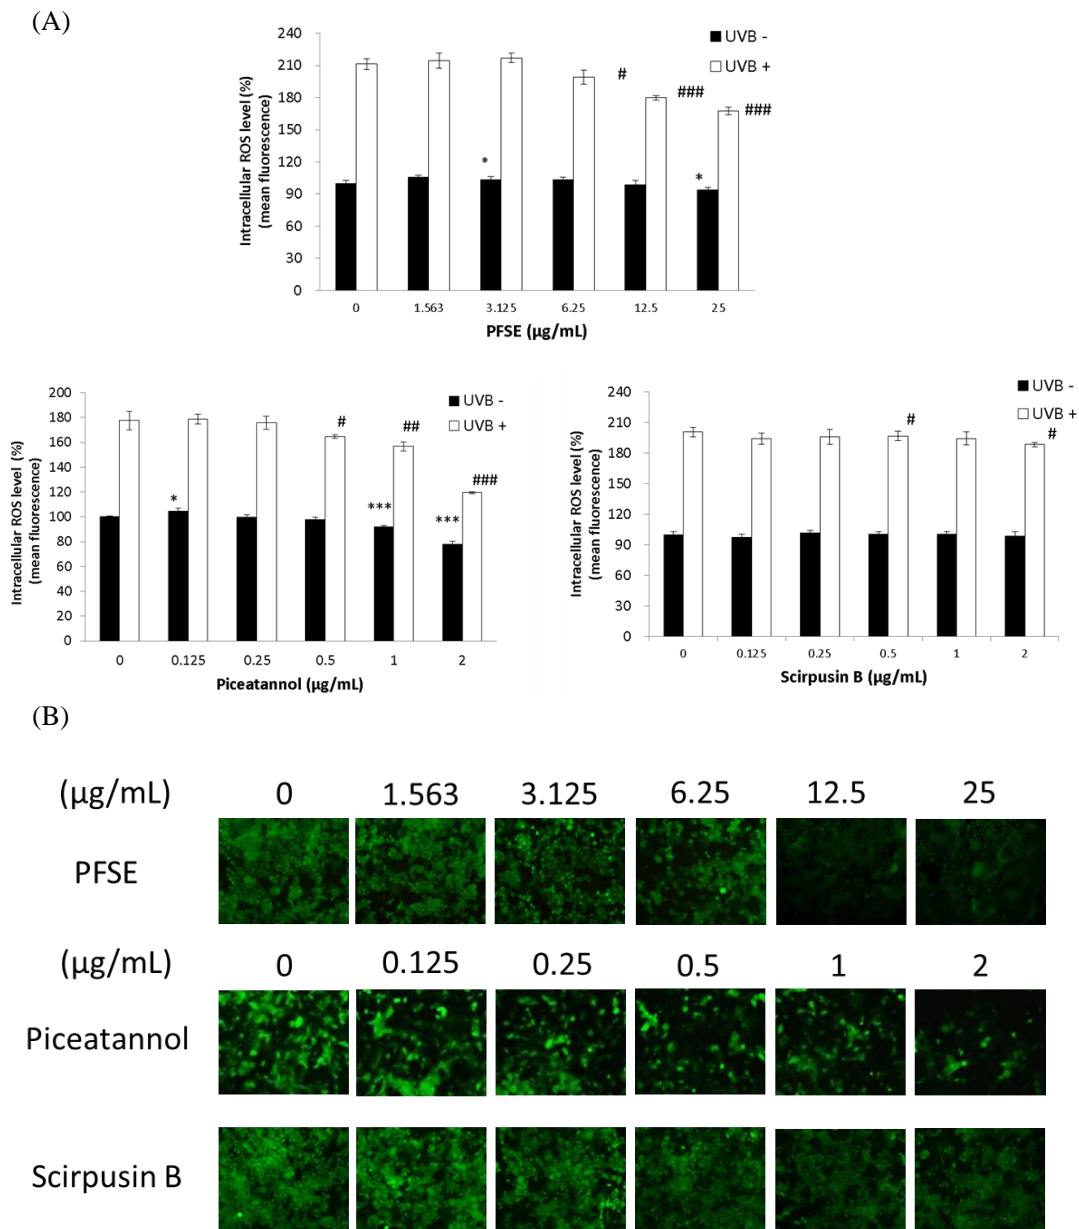 (A)
240
210
180
150
120
90
60
30
0
Intracellular ROS level (%)
(mean fluorescence)
UVB -
UVB +
#
###
###
*
*
0 1.563 3.125 6.25 12.5 25
PFSE (µg/mL)
200
180
160
140
120
100
80
60
40
20
0
Intracellular ROS level (%)
(mean fluorescence)
UVB -
UVB +
#
##
###
*
***
***
0 0.125 0.25 0.5 1 2
Piceatannol (µg/mL)
240
210
180
150
120
90
60
30
0
Intracellular ROS level (%)
(mean fluorescence)
UVB -
UVB +
#
#
0 0.125 0.25 0.5 1 2
Scirpusin B (µg/mL)
(B)
(µg/mL) 0 1.563 3.125 6.25 12.5 25
PFSE
(µg/mL) 0 0.125 0.25 0.5 1 2
Piceatannol
Scirpusin B